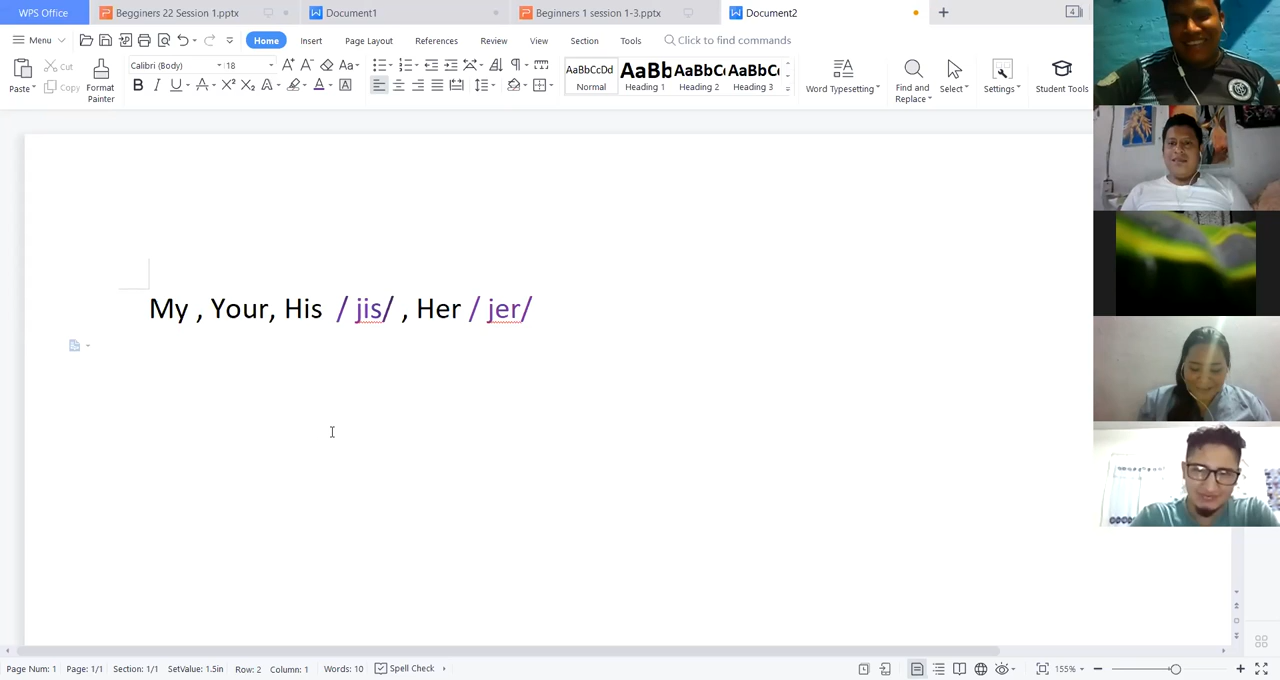 WPS Office
Begginers 22 Session 1.pptx
Document1
Beginners 1 session 1-3.pptx
Document2
4
Menu
Home
Insert
Page Layout
References
Review
View
Section
Tools
Click to find commands
Paste
Cut
Copy
Format Painter
Calibri (Body)
18
AaBbCcDd
Normal
AaBb
Heading 1
AaBbC
Heading 2
AaBbC
Heading 3
Word Typesetting
Find and Replace
Select
Settings
Student Tools
My , Your, His / jis/ , Her / jer/
Page Num: 1
Page: 1/1
Section: 1/1
SetValue: 1.5in
Row: 2
Column: 1
Words: 10
Spell Check
155%